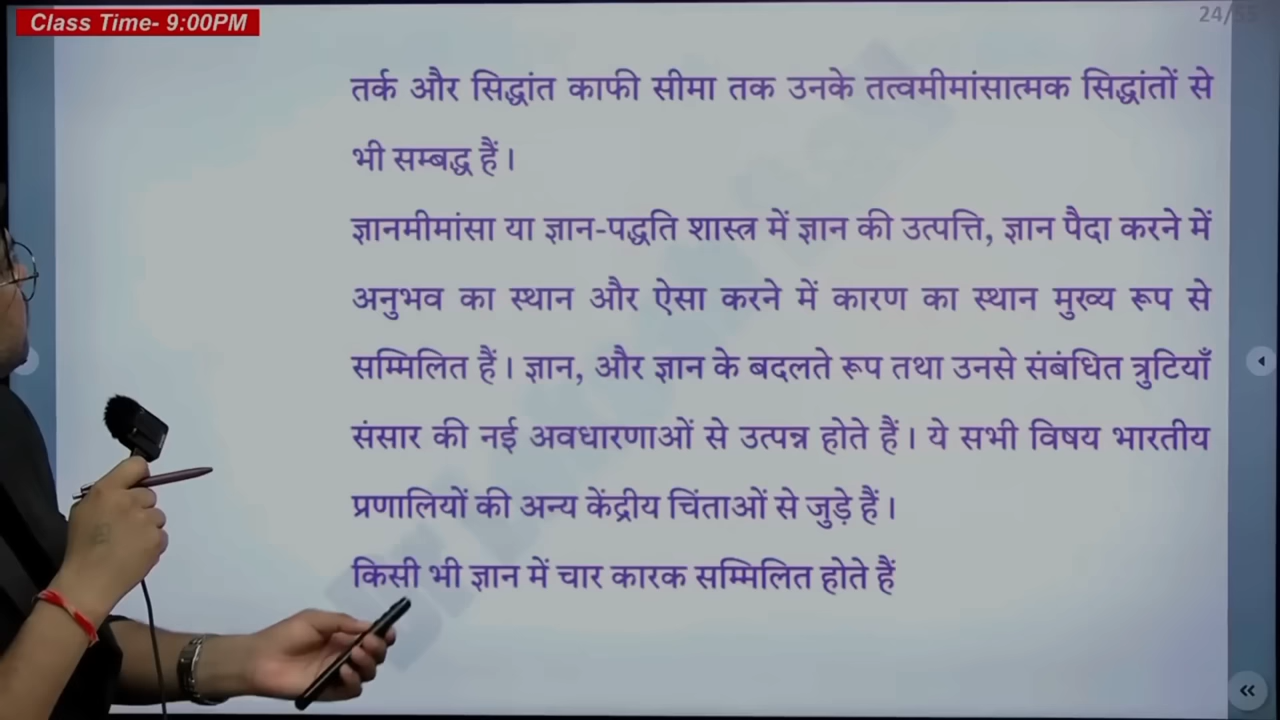 Class Time- 9:00PM
तर्क और सिद्धांत काफी सीमा तक उनके तत्वमीमांसात्मक सिद्धांतों से
भी सम्बद्ध हैं।
ज्ञानमीमांसा या ज्ञान-पद्धति शास्त्र में ज्ञान की उत्पत्ति, ज्ञान पैदा करने में
अनुभव का स्थान और ऐसा करने में कारण का स्थान मुख्य रूप से
सम्मिलित हैं। ज्ञान, और ज्ञान के बदलते रूप तथा उनसे संबंधित त्रुटियाँ
संसार की नई अवधारणाओं से उत्पन्न होते हैं। ये सभी विषय भारतीय
प्रणालियों की अन्य केंद्रीय चिंताओं से जुड़े हैं।
किसी भी ज्ञान में चार कारक सम्मिलित होते हैं